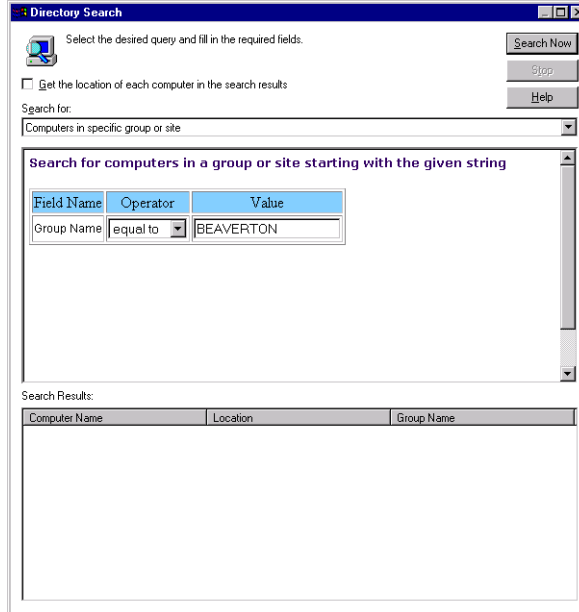 Directory Search
Select the desired query and fill in the required fields.
Search Now
Stop
Get the location of each computer in the search results
Help
Search for:
Computers in specific group or site
Search for computers in a group or site starting with the given string
Field Name Operator Value
Group Name equal to BEAVERTON
Search Results:
Computer Name Location Group Name